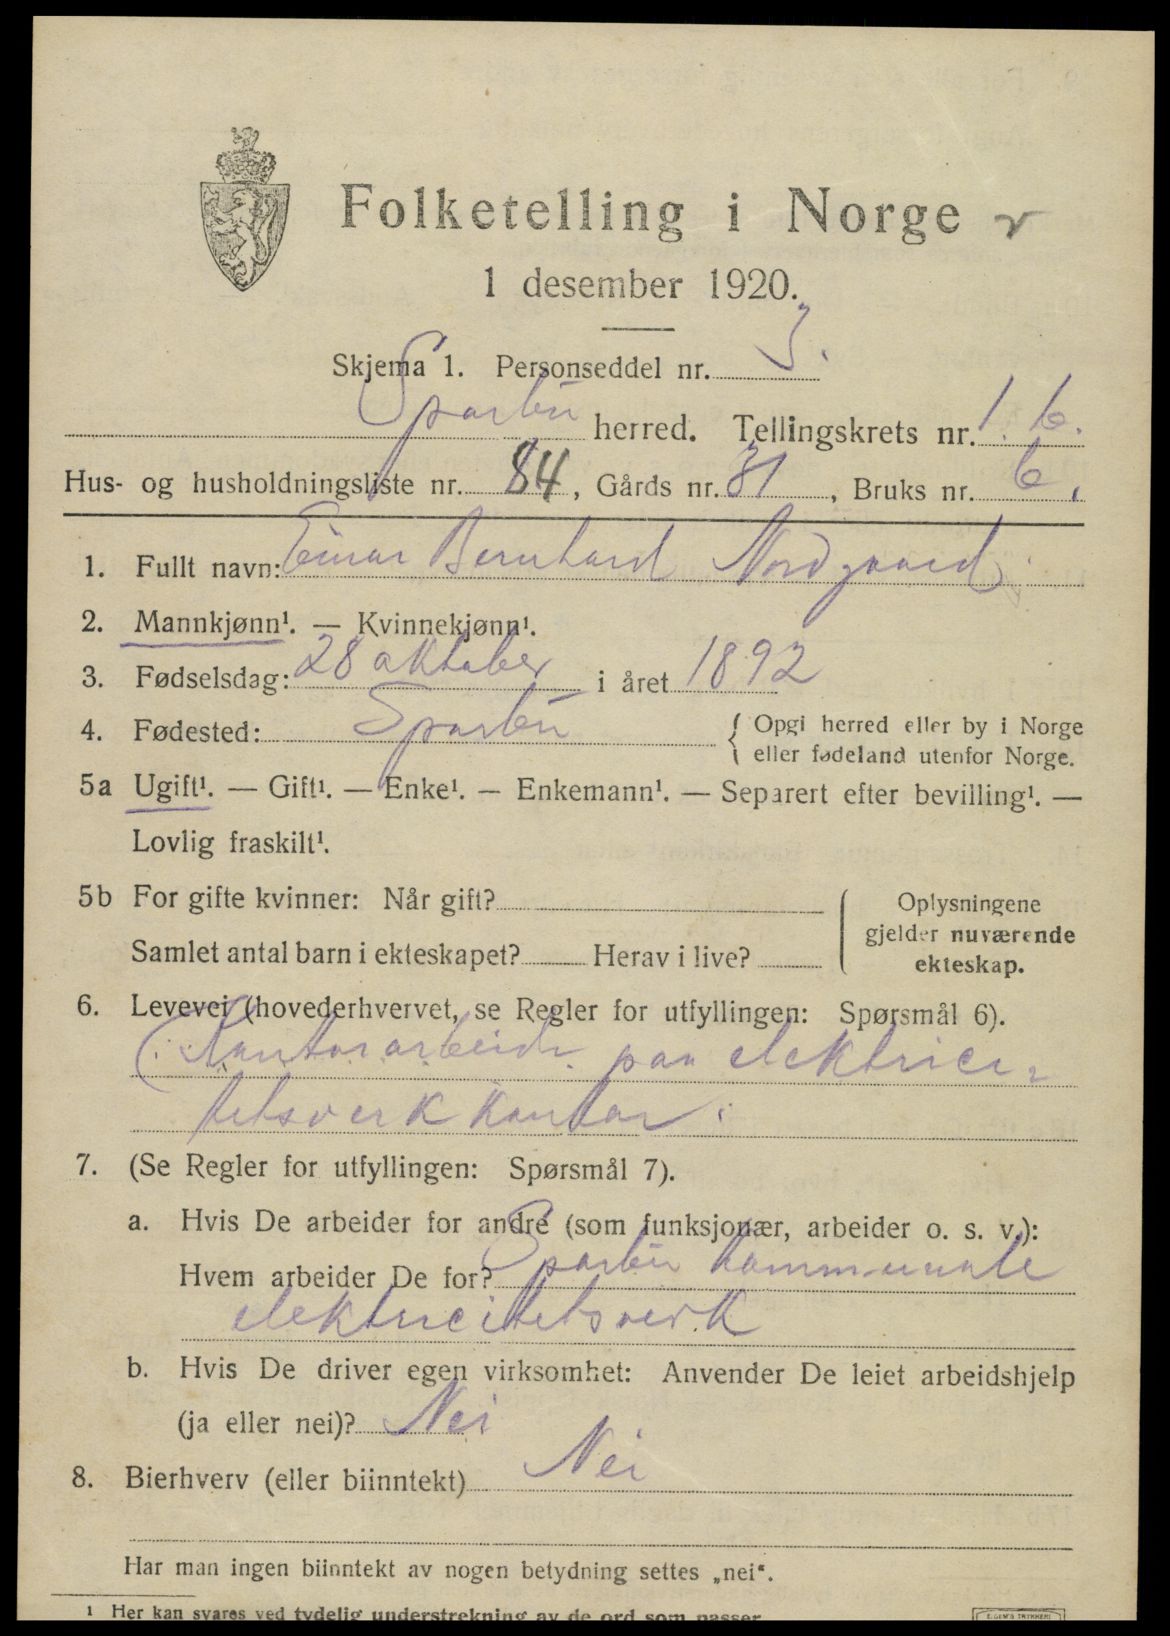 Folketelling i Norge
1 desember 1920.
Skjema 1. Personseddel nr. 3.
Sparbu herred. Tellingskrets nr. 1. 6.
Hus- og husholdningsliste nr. 84, Gårds nr. 31, Bruks nr. 6.
1. Fullt navn: Einar Bernhard Nordgaard.
2. Mannkjønn¹. — Kvinnekjønn¹.
3. Fødselsdag: 28 oktober i året 1892
4. Fødested: Sparbu { Opgi herred eller by i Norge
eller fødeland utenfor Norge.
5a Ugift¹. — Gift¹. — Enke¹. — Enkemann¹. — Separert efter bevilling¹. —
Lovlig fraskilt¹.
5b For gifte kvinner: Når gift?
Samlet antal barn i ekteskapet? Herav i live?
Oplysningene
gjelder nuværende
ekteskap.
6. Levevei (hovederhvervet, se Regler for utfyllingen: Spørsmål 6).
Kontorarbeide paa elektrici-
tetsverkkontor.
7. (Se Regler for utfyllingen: Spørsmål 7).
a. Hvis De arbeider for andre (som funksjonær, arbeider o. s. v.):
Hvem arbeider De for? Sparbu kommunale
elektricitetsverk
b. Hvis De driver egen virksomhet: Anvender De leiet arbeidshjelp
(ja eller nei)? Nei
8. Bierhverv (eller biinntekt) Nei
Har man ingen biinntekt av nogen betydning settes „nei“.
¹ Her kan svares ved tydelig understrekning av de ord som passer